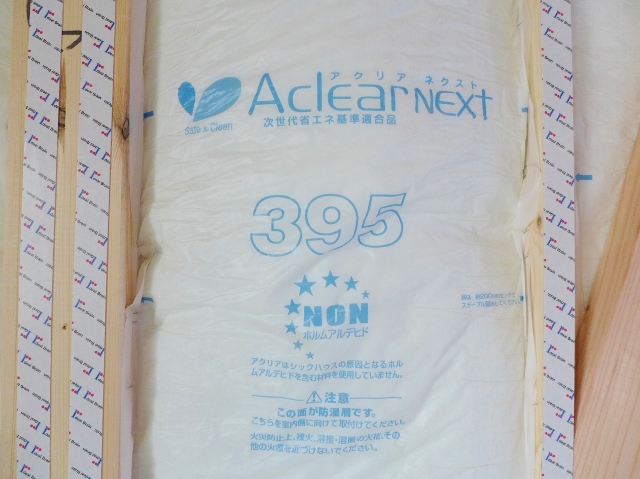 アクリア ネクスト
Aclear NEXT
Safe & Clean
次世代省エネ基準適合品
395
NON
ホルムアルデヒド
アクリアはシックハウスの原因となるホル
ムアルデヒドを含む材料を使用していません。
注意
この面が防湿層です。
こちらを室内側に向けて取付けてください。
火災防止上、種火、溶接・溶断の火花、その
他の火源を近づけないでください。